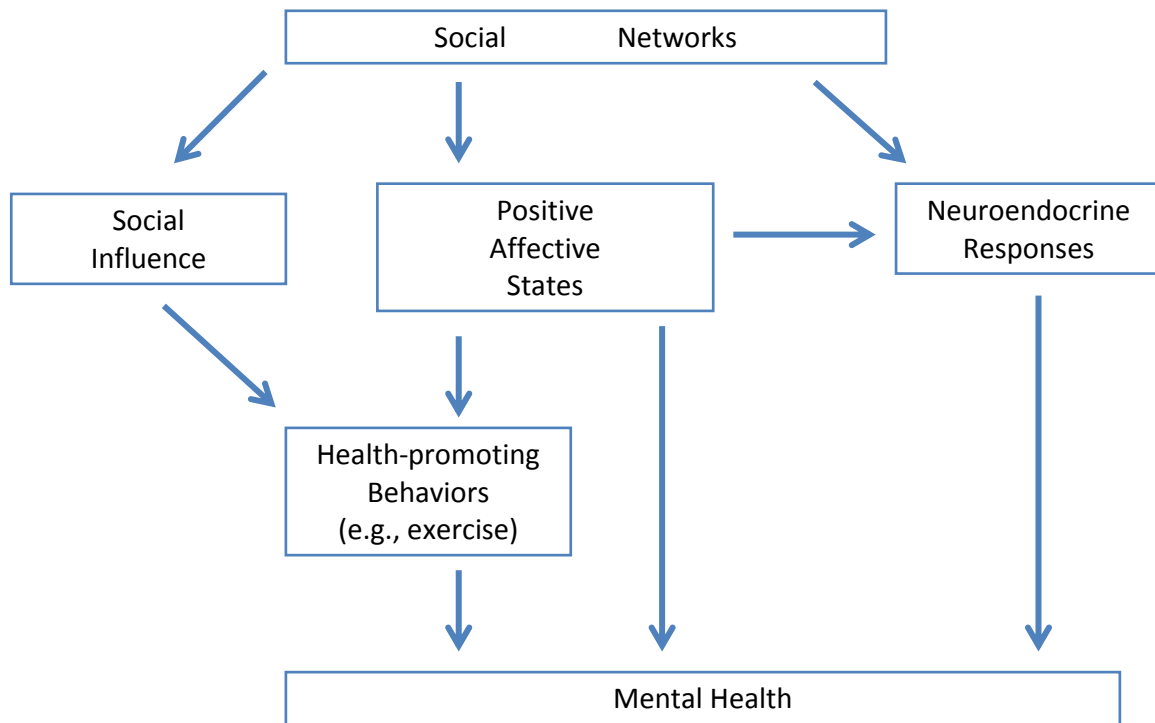 Social Networks
Social
Influence
Positive
Affective
States
Neuroendocrine
Responses
Health-promoting
Behaviors
(e.g., exercise)
Mental Health